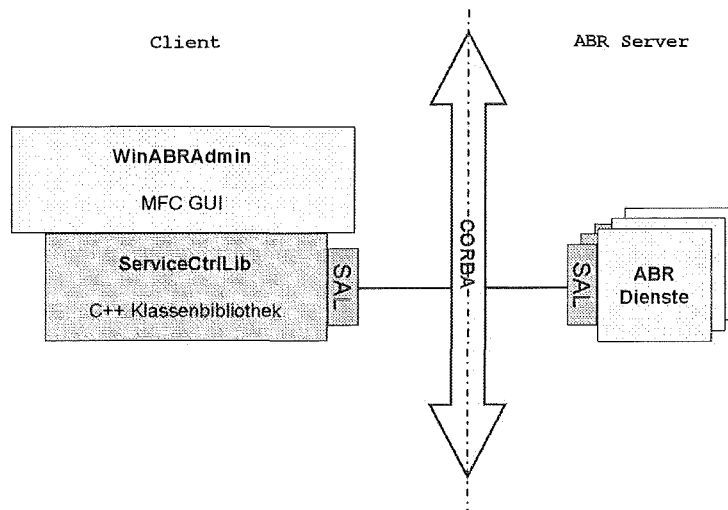 Client
ABR Server
WinABRAdmin
MFC GUI
ServiceCtrlLib
C++ Klassenbibliothek
SAL
CORBA
SAL
ABR
Dienste